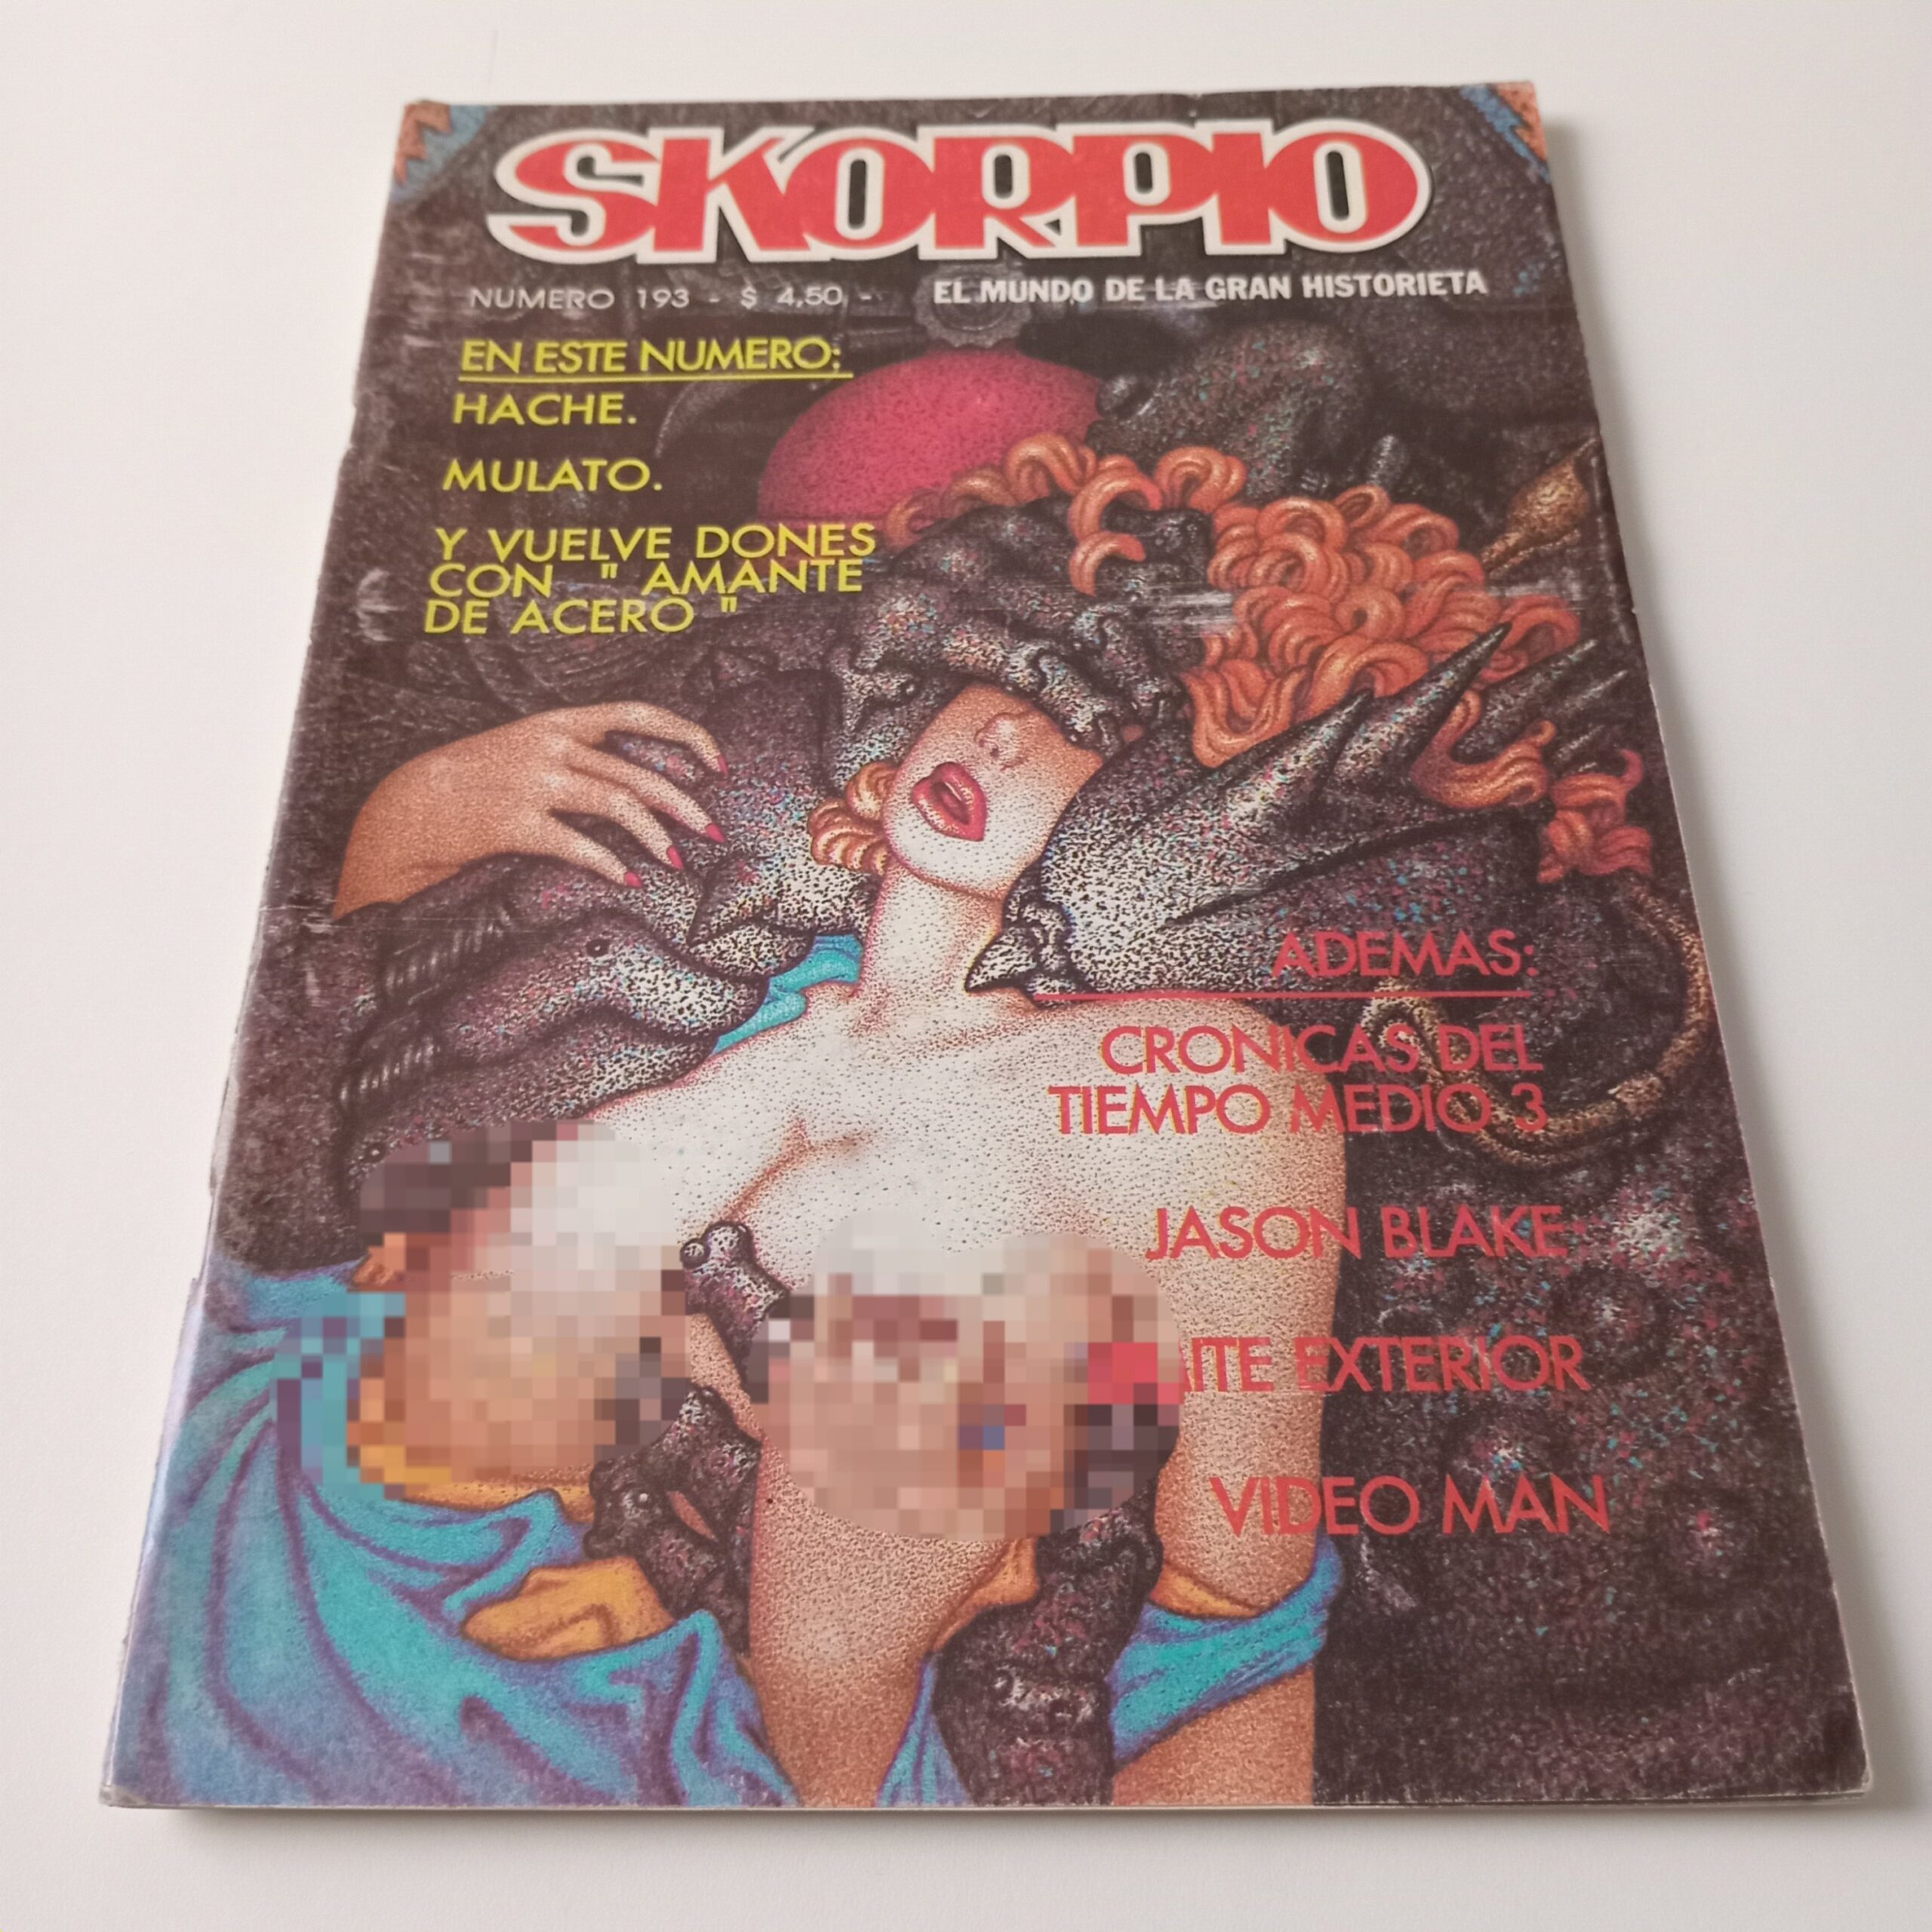 SKORPIO
NUMERO 193 - $ 4,50 - EL MUNDO DE LA GRAN HISTORIETA
EN ESTE NUMERO:
HACHE.
MULATO.
Y VUELVE DONES
CON " AMANTE
DE ACERO "
ADEMAS:
CRONICAS DEL
TIEMPO MEDIO 3
JASON BLAKE
EXTERIOR
VIDEO MAN